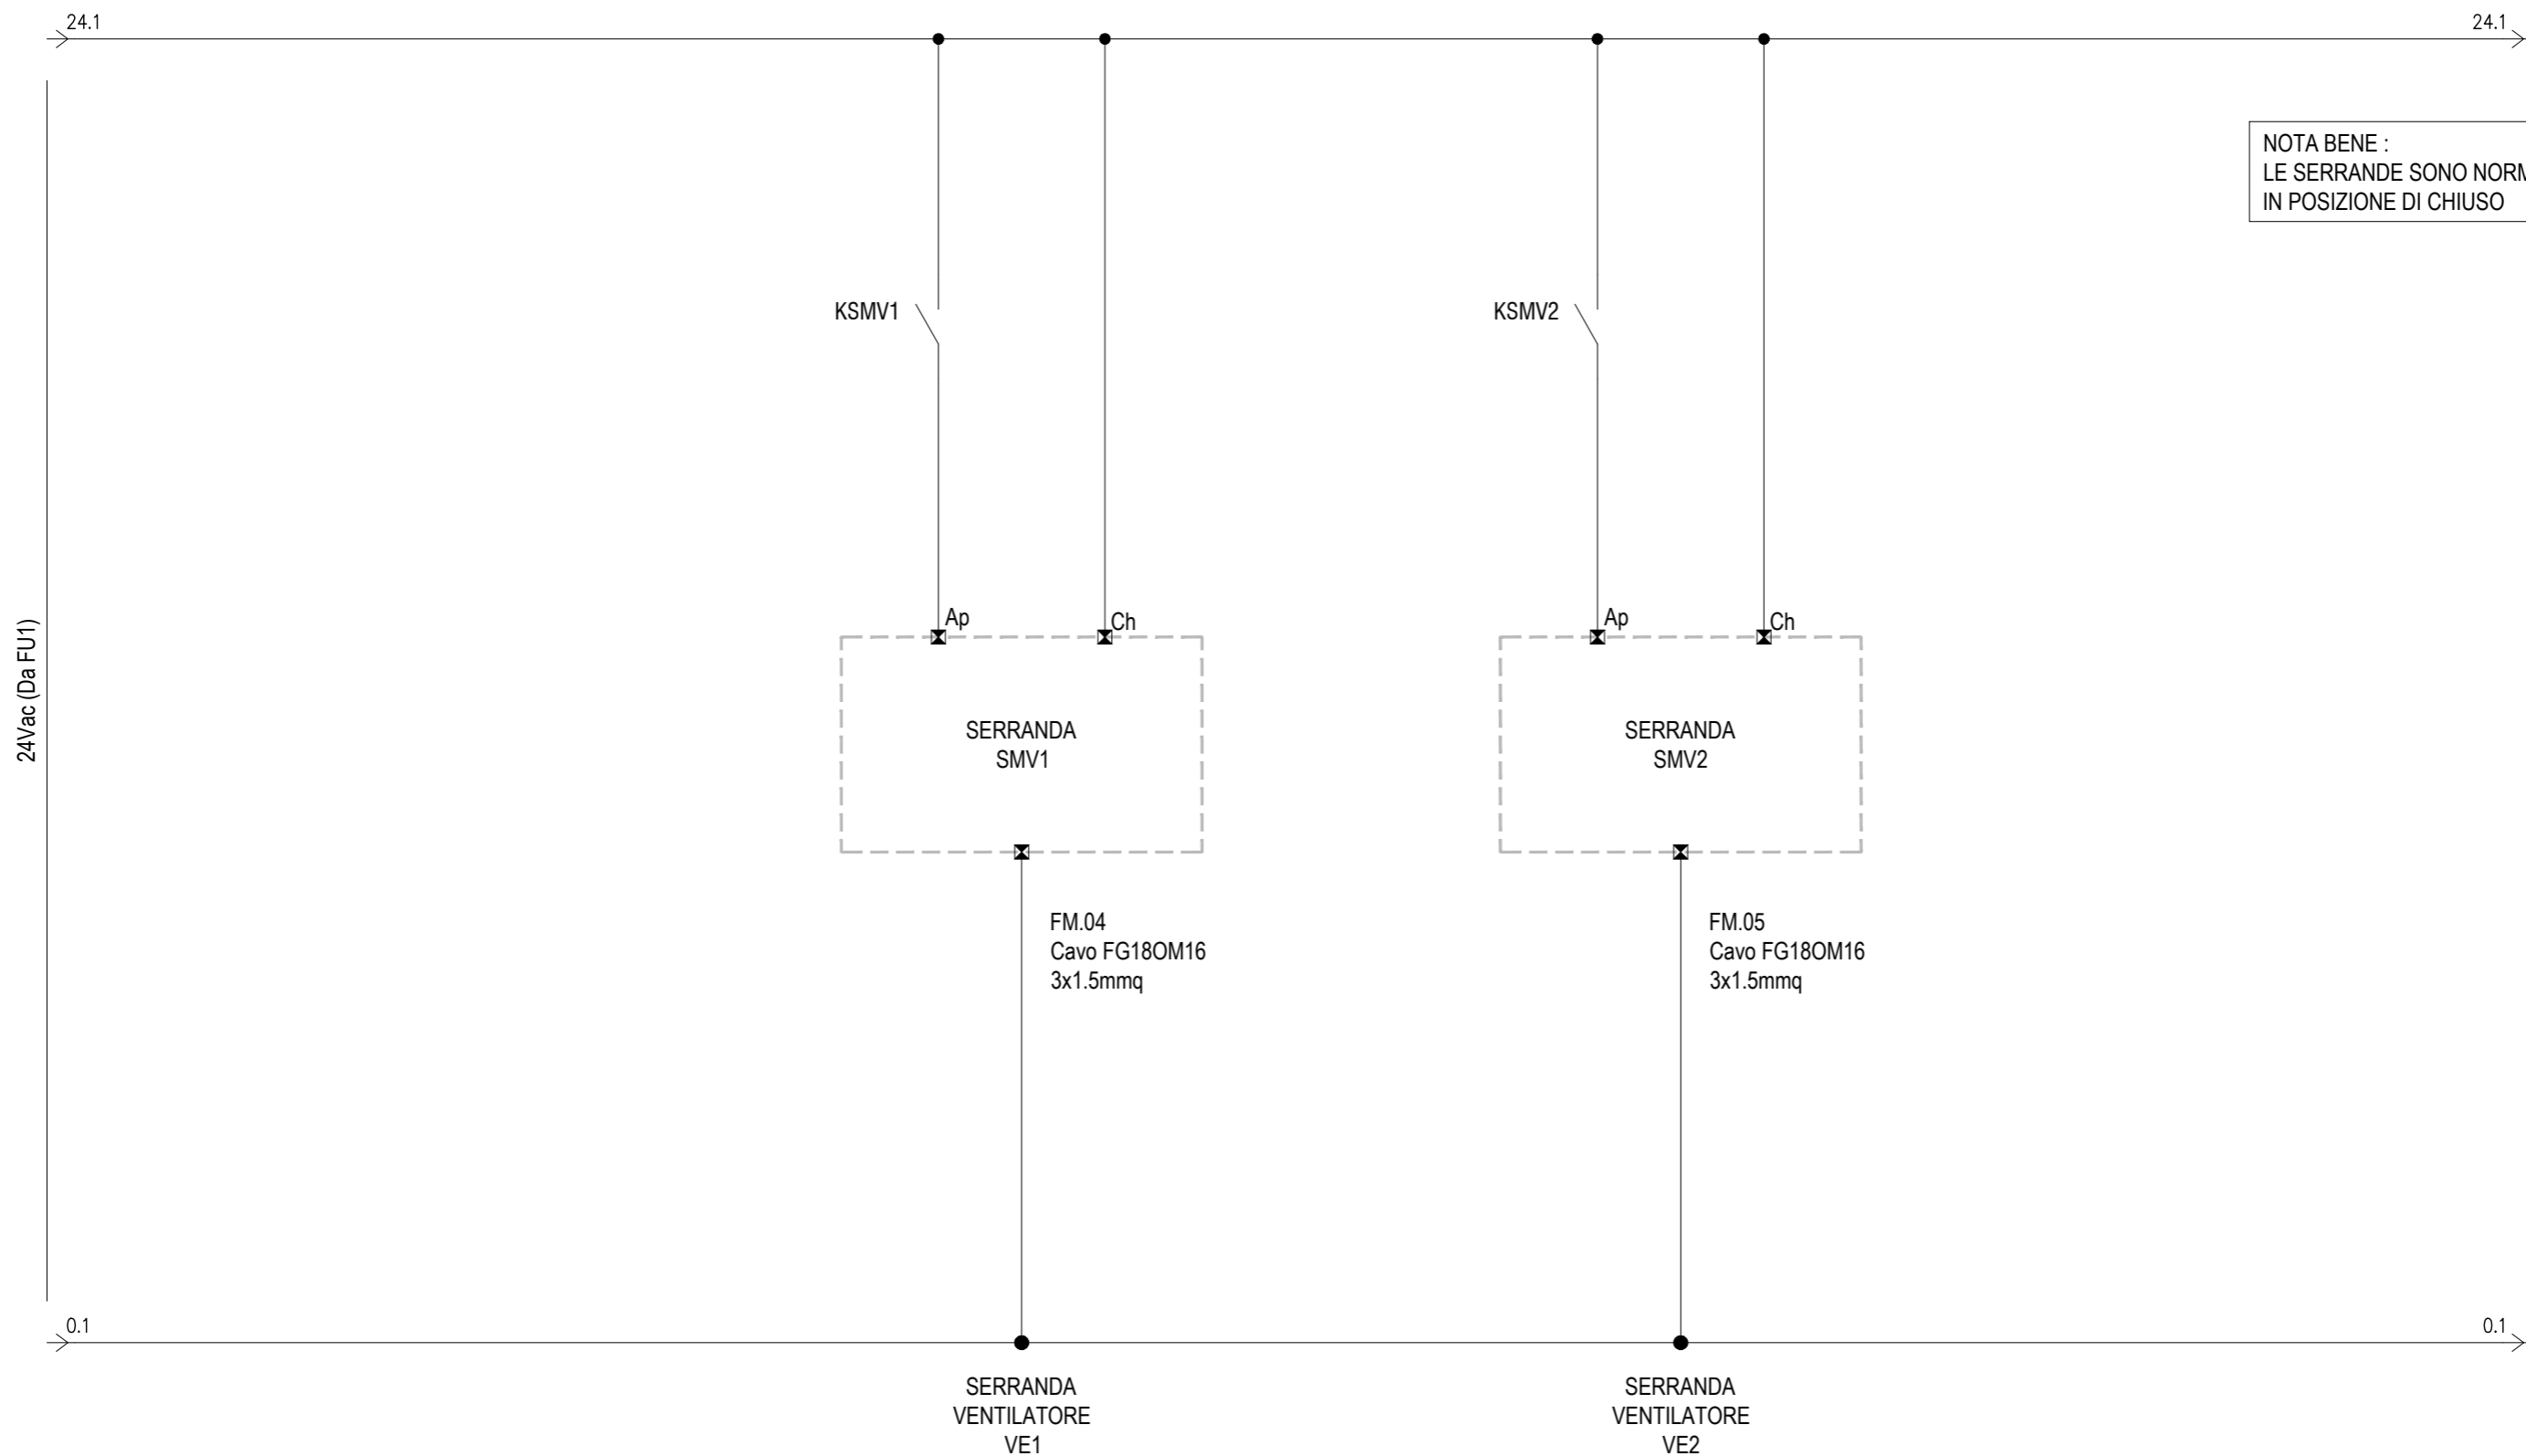 24.1
24.1
NOTA BENE :
LE SERRANDE SONO
IN POSIZIONE DI CHIUSO
KSMV1
KSMV2
Ap
Ch
Ap
Ch
24Vac (Da FU1)
SERRANDA
SMV1
SERRANDA
SMV2
FM.04
Cavo FG18OM16
3x1.5mmq
FM.05
Cavo FG18OM16
3x1.5mmq
0.1
0.1
SERRANDA
VENTILATORE
VE1
SERRANDA
VENTILATORE
VE2